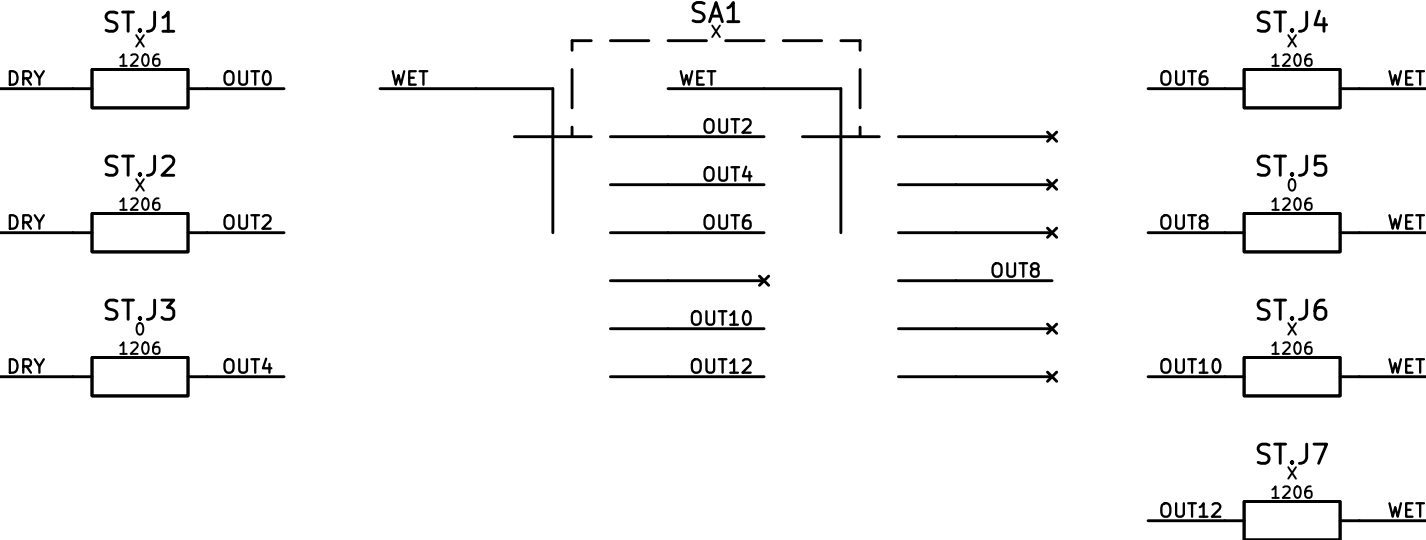 ST.J1
X
1206
DRY
OUT0
ST.J2
X
1206
DRY
OUT2
ST.J3
0
1206
DRY
OUT4
SA1
X
WET
WET
OUT2
OUT4
OUT6
OUT8
OUT10
OUT12
ST.J4
X
1206
OUT6
WET
ST.J5
0
1206
OUT8
WET
ST.J6
X
1206
OUT10
WET
ST.J7
X
1206
OUT12
WET